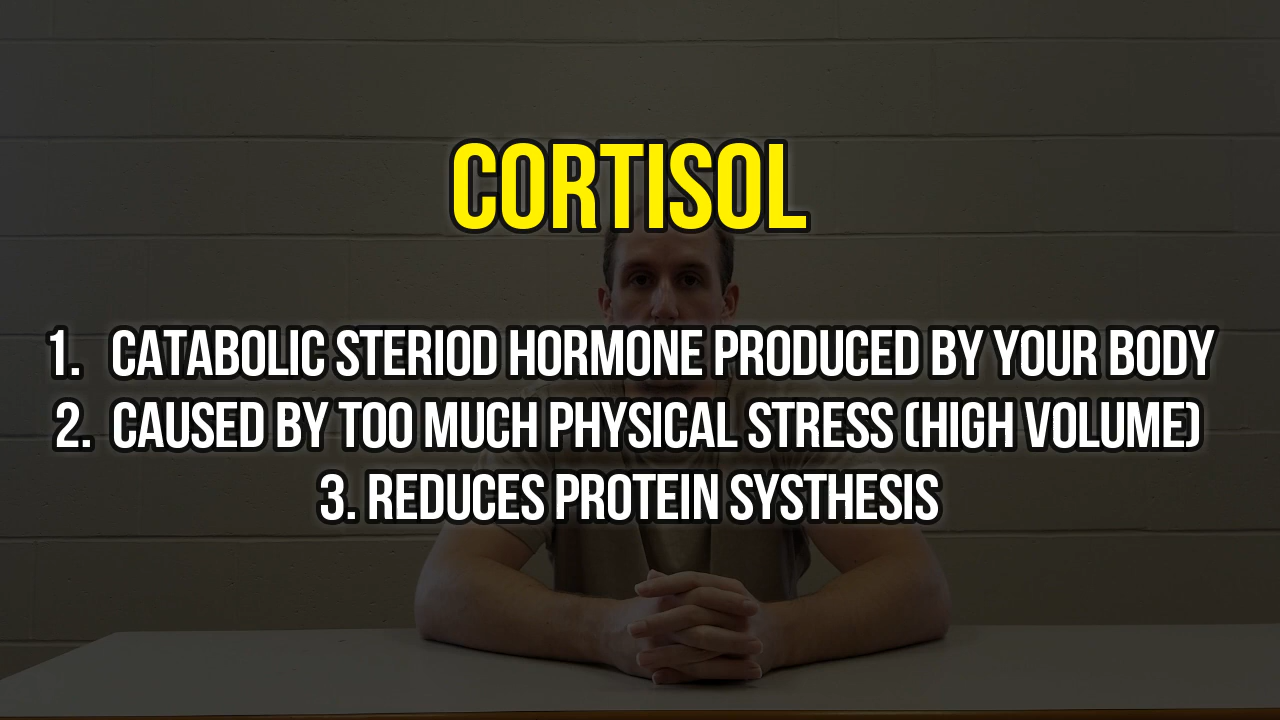 CORTISOL
1. CATABOLIC STERIOD HORMONE PRODUCED BY YOUR BODY
2. CAUSED BY TOO MUCH PHYSICAL STRESS (HIGH VOLUME)
3. REDUCES PROTEIN SYSTHESIS